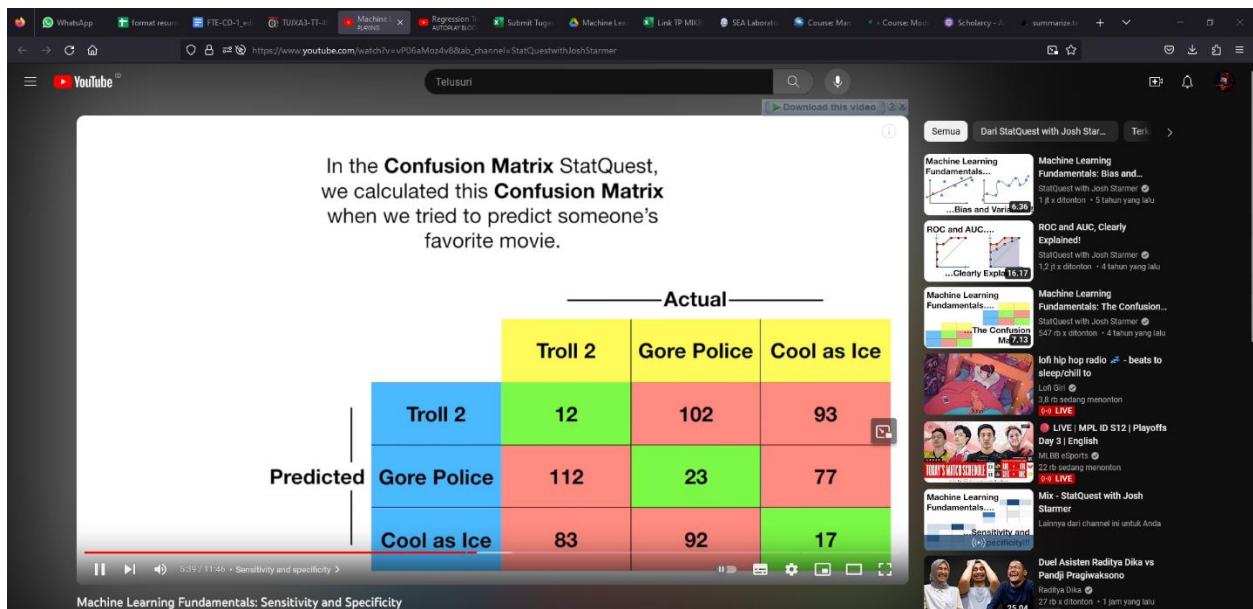 WhatsApp
format resum
FTE-CD-1_edi
TUJXA3-TT-I
Machine L
PLAYING
Regression Tr
AUTOPLAY BLOC
Submit Tuga
Machine Lea
Link TP MIK
SEA Laborato
Course: Mac
Course: Mod
Scholarcy - A
summarize.te
https://www.youtube.com/watch?v=vP06aMoz4v8&ab_channel=StatQuestwithJoshStarmer
YouTube ID
Telusuri
Download this video
In the Confusion Matrix StatQuest,
we calculated this Confusion Matrix
when we tried to predict someone's
favorite movie.
Actual
Troll 2 Gore Police Cool as Ice
Troll 2 12 102 93
Predicted Gore Police 112 23 77
Cool as Ice 83 92 17
5:39 / 11:46 • Sensitivity and specificity
Machine Learning Fundamentals: Sensitivity and Specificity
Semua Dari StatQuest with Josh Star... Terk
Machine Learning
Fundamentals...
...Bias and Varia
6.36
Machine Learning
Fundamentals: Bias and...
StatQuest with Josh Starmer
1 jt x ditonton • 5 tahun yang lalu
ROC and AUC....
...Clearly Expla
16.17
ROC and AUC, Clearly
Explained!
StatQuest with Josh Starmer
1,2 jt x ditonton • 4 tahun yang lalu
Machine Learning
Fundamentals....
...The Confusion
Ma
7.13
Machine Learning
Fundamentals: The Confusion...
StatQuest with Josh Starmer
547 rb x ditonton • 4 tahun yang lalu
lofi hip hop radio - beats to
sleep/chill to
Lofi Girl
3,8 rb sedang menonton
LIVE
TODAY'S MATCH SCHEDULE
LIVE | MPL ID S12 | Playoffs
Day 3 | English
MLBB eSports
22 rb sedang menonton
LIVE
Machine Learning
Fundamentals....
...Sensitivity and
Specificity!!!
Mix - StatQuest with Josh
Starmer
Lainnya dari channel ini untuk Anda
25.04
Duel Asisten Raditya Dika vs
Pandji Pragiwaksono
Raditya Dika
27 rb x ditonton • 1 jam yang lalu